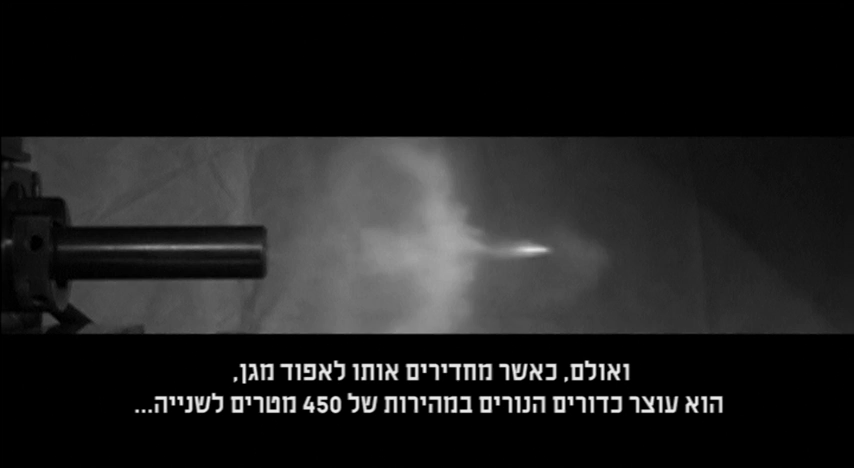 ואולם, כאשר מחדירים אותו לאפוד מגן,
הוא עוצר כדורים הנורים במהירות של 450 מטרים לשנייה...